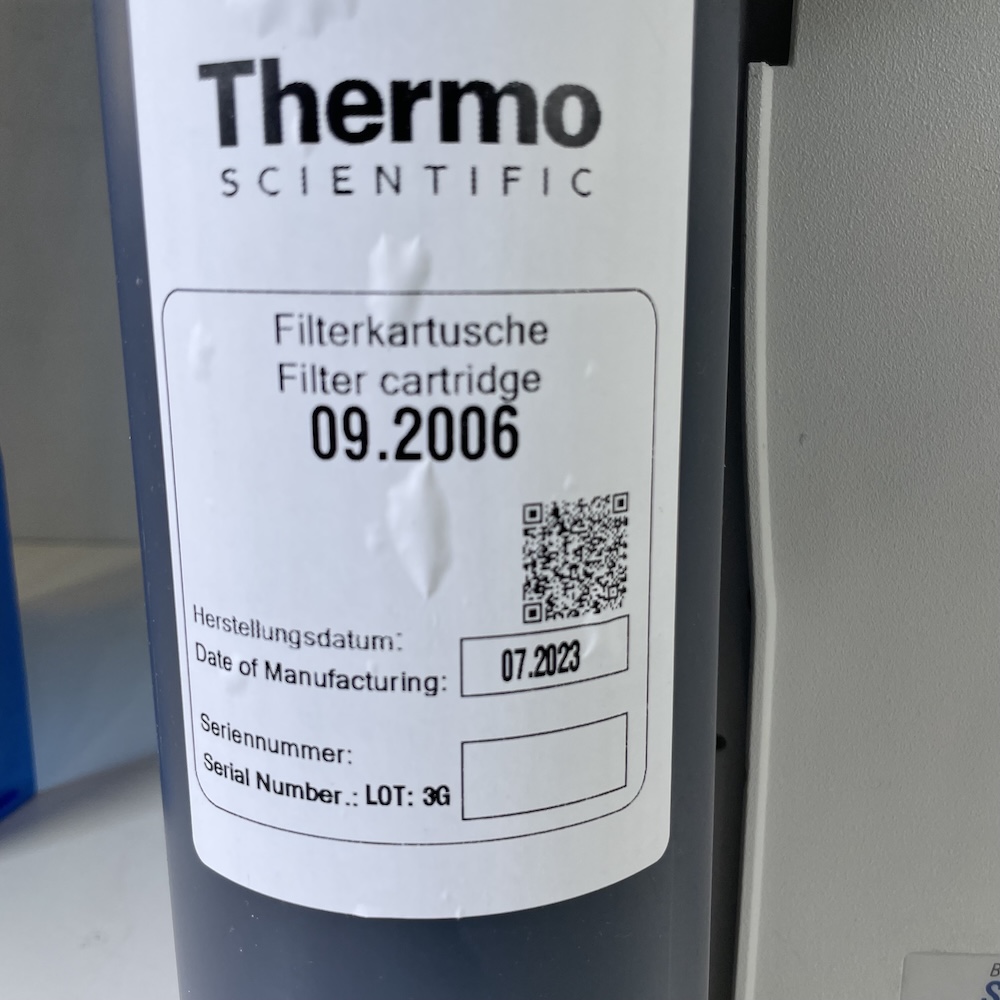 Thermo
SCIENTIFIC
Filterkartusche
Filter cartridge
09.2006
Herstellungsdatum:
Date of Manufacturing:
07.2023
Seriennummer:
Serial Number.: LOT: 3G